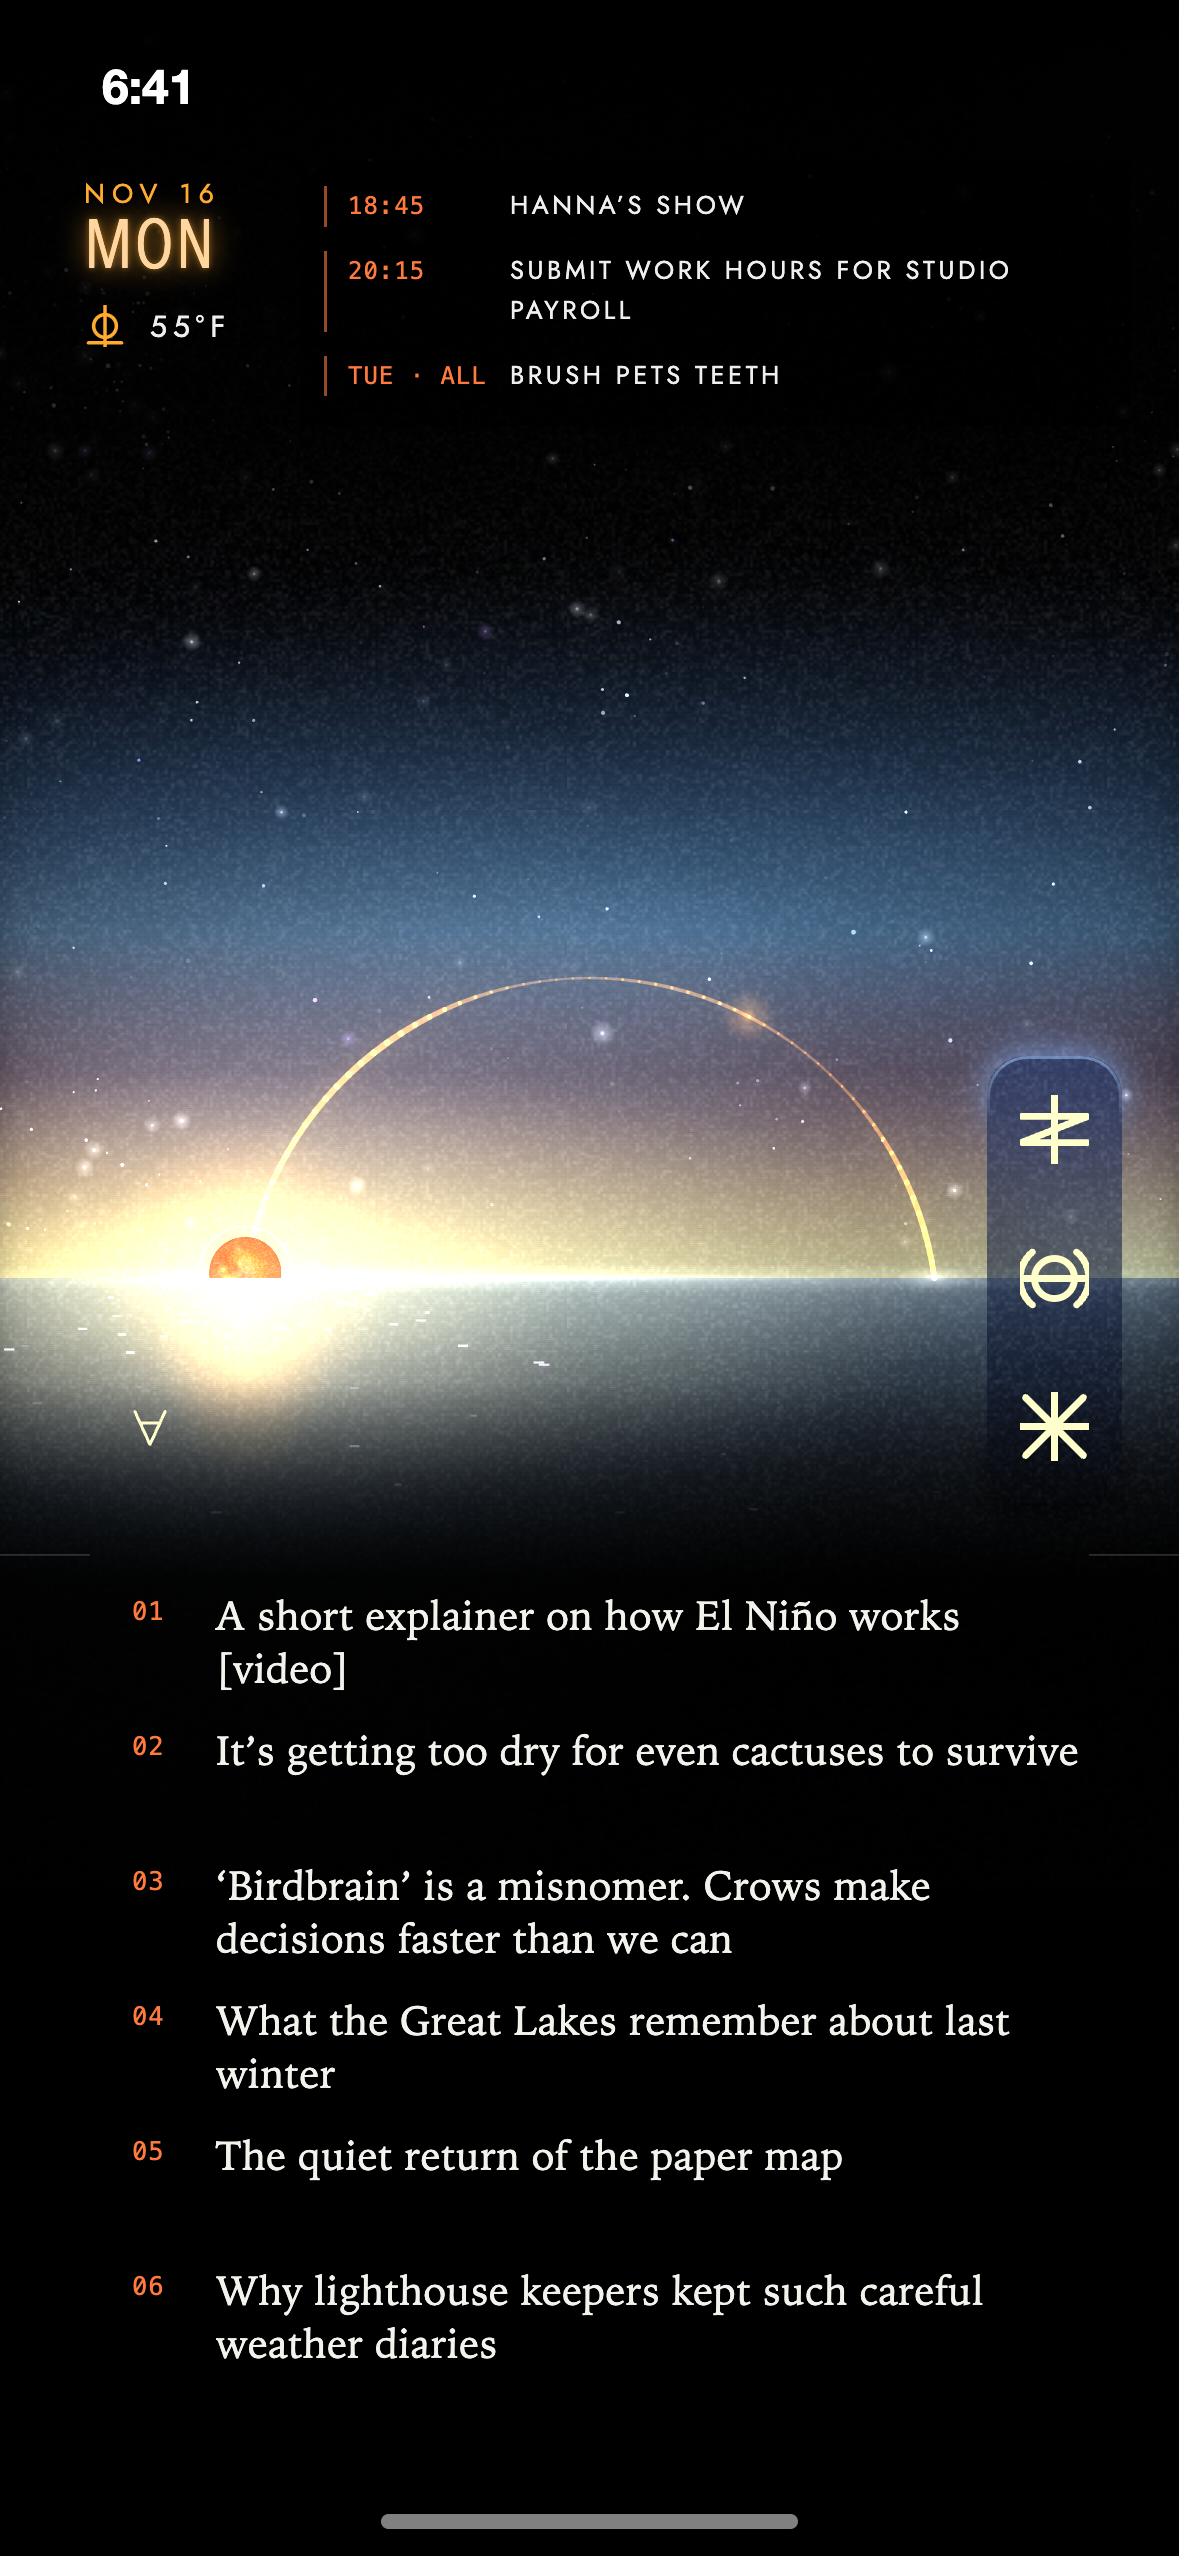 6:41
NOV 16
MON
55°F
18:45 HANNA’S SHOW
20:15 SUBMIT WORK HOURS FOR STUDIO
PAYROLL
TUE · ALL BRUSH PETS TEETH
01 A short explainer on how El Niño works
[video]
02 It’s getting too dry for even cactuses to survive
03 ‘Birdbrain’ is a misnomer. Crows make
decisions faster than we can
04 What the Great Lakes remember about last
winter
05 The quiet return of the paper map
06 Why lighthouse keepers kept such careful
weather diaries